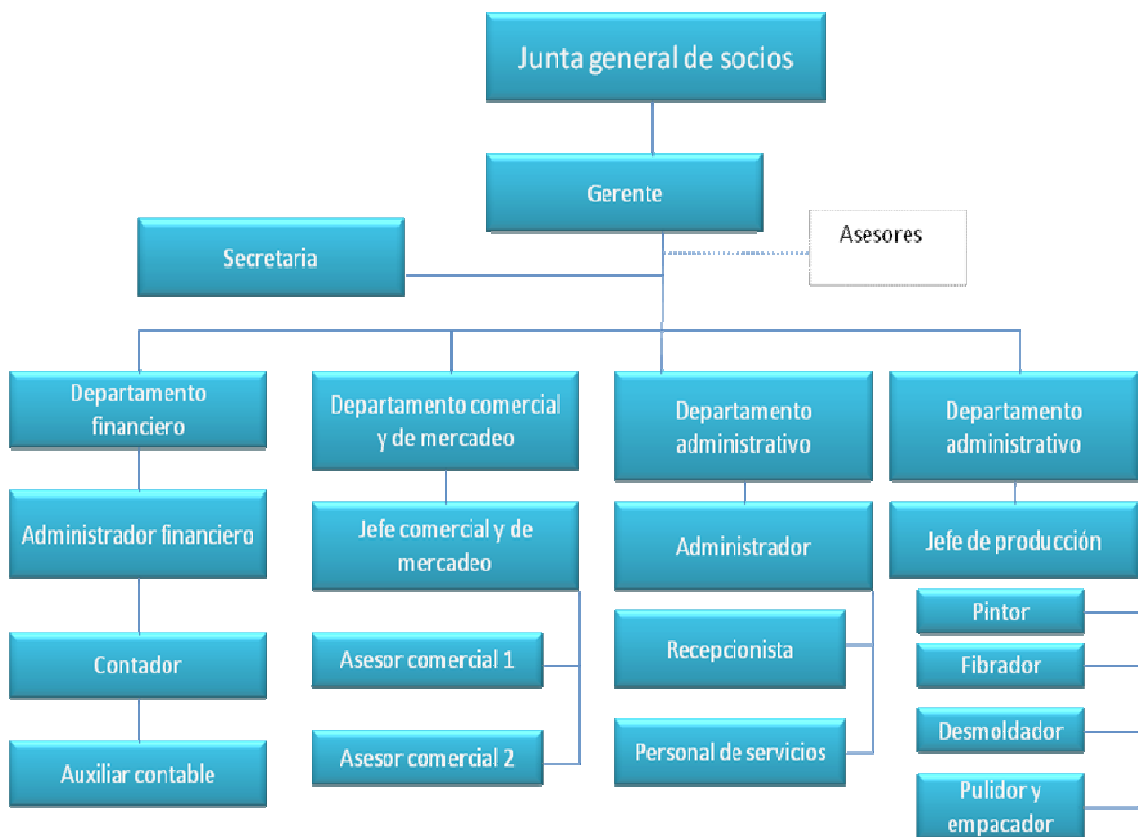 Junta general de socios
Gerente
Asesores
Secretaria
Departamento
financiero
Departamento comercial
y de mercadeo
Departamento
administrativo
Departamento
administrativo
Administrador financiero
Jefe comercial y de
mercadeo
Administrador
Jefe de producción
Pintor
Contador
Asesor comercial 1
Recepcionista
Fibrador
Desmoldador
Auxiliar contable
Asesor comercial 2
Personal de servicios
Pulidor y
empacador